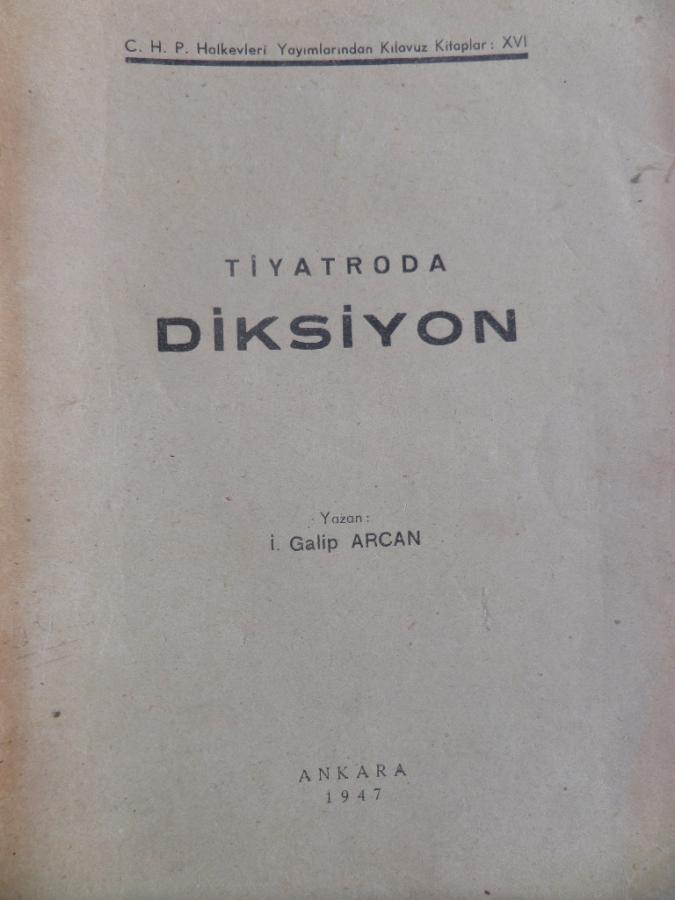 C. H. P. Halkevleri Yayımlarından Kılavuz Kitaplar: XVI
TİYATRODA
DİKSİYON
Yazan:
İ. Galip ARCAN
ANKARA
1947